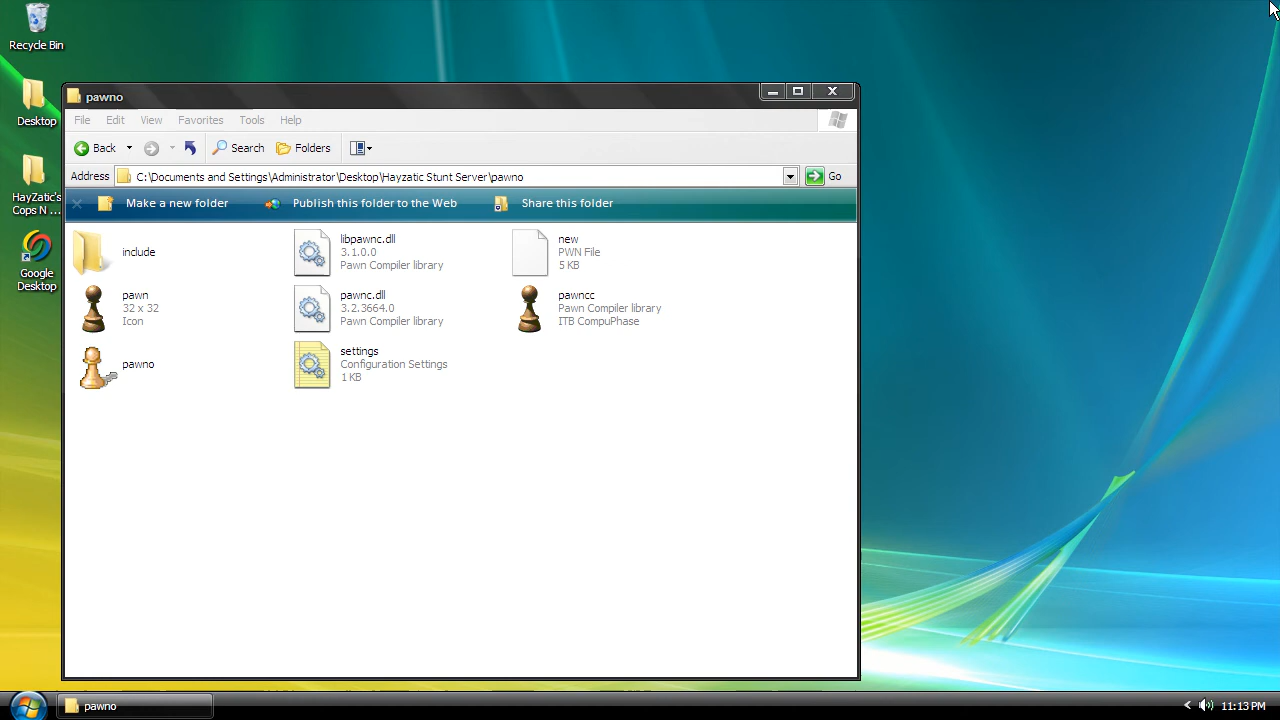 Recycle Bin
Desktop
HayZatic's
Cops N ...
Google
Desktop
pawno
File Edit View Favorites Tools Help
Back Search Folders
Address C:\Documents and Settings\Administrator\Desktop\Hayzatic Stunt Server\pawno Go
Make a new folder Publish this folder to the Web Share this folder
include
libpawnc.dll
3.1.0.0
Pawn Compiler library
new
PWN File
5 KB
pawn
32 x 32
Icon
pawnc.dll
3.2.3664.0
Pawn Compiler library
pawncc
Pawn Compiler library
ITB CompuPhase
pawno
settings
Configuration Settings
1 KB
pawno
11:13 PM